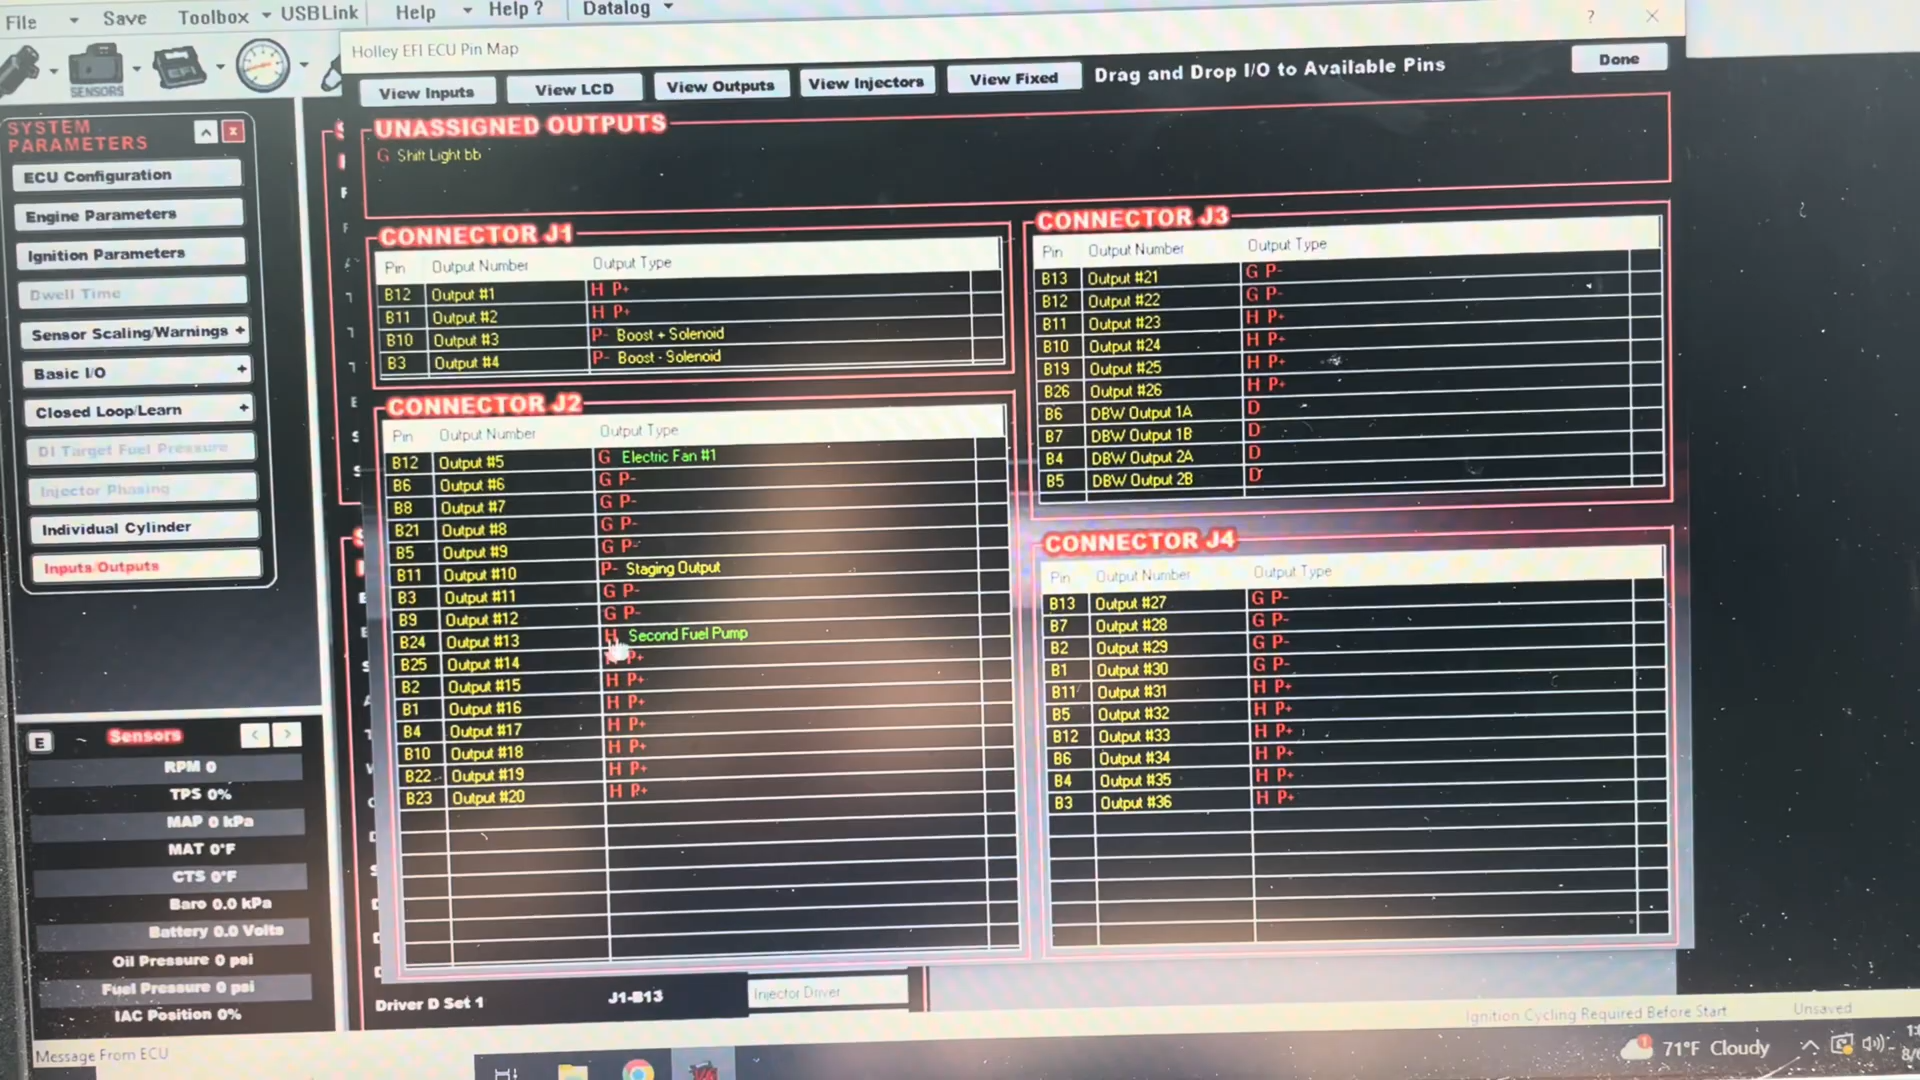 File Save Toolbox USBLink Help Help ? Datalog
SENSORS
EFI
Holley EFI ECU Pin Map
? ×
View Inputs View LCD View Outputs View Injectors View Fixed Drag and Drop I/O to Available Pins Done
SYSTEM PARAMETERS
ECU Configuration
Engine Parameters
Ignition Parameters
Dwell Time
Sensor Scaling/Warnings +
Basic I/O +
Closed Loop/Learn +
DI Target Fuel Pressure
Injector Phasing
Individual Cylinder
Inputs/Outputs
E Sensors < >
RPM 0
TPS 0%
MAP 0 kPa
MAT 0°F
CTS 0°F
Baro 0.0 kPa
Battery 0.0 Volts
Oil Pressure 0 psi
Fuel Pressure 0 psi
IAC Position 0%
UNASSIGNED OUTPUTS
G Shift Light bb
CONNECTOR J1
Pin Output Number Output Type
B12 Output #1 H P+
B11 Output #2 H P+
B10 Output #3 P- Boost + Solenoid
B3 Output #4 P- Boost - Solenoid
CONNECTOR J2
Pin Output Number Output Type
B12 Output #5 G Electric Fan #1
B6 Output #6 G P-
B8 Output #7 G P-
B21 Output #8 G P-
B5 Output #9 G P-
B11 Output #10 P- Staging Output
B3 Output #11 G P-
B9 Output #12 G P-
B24 Output #13 H Second Fuel Pump
B25 Output #14 P+
B2 Output #15 H P+
B1 Output #16 H P+
B4 Output #17 H P+
B10 Output #18 H P+
B22 Output #19 H P+
B23 Output #20 H P+
CONNECTOR J3
Pin Output Number Output Type
B13 Output #21 G P-
B12 Output #22 G P-
B11 Output #23 H P+
B10 Output #24 H P+
B19 Output #25 H P+
B26 Output #26 H P+
B6 DBW Output 1A D
B7 DBW Output 1B D
B4 DBW Output 2A D
B5 DBW Output 2B D
CONNECTOR J4
Pin Output Number Output Type
B13 Output #27 G P-
B7 Output #28 G P-
B2 Output #29 G P-
B1 Output #30 G P-
B11 Output #31 H P+
B5 Output #32 H P+
B12 Output #33 H P+
B6 Output #34 H P+
B4 Output #35 H P+
B3 Output #36 H P+
Driver D Set 1 J1-B13 Injector Driver
Ignition Cycling Required Before Start Unsaved
Message From ECU
71°F Cloudy